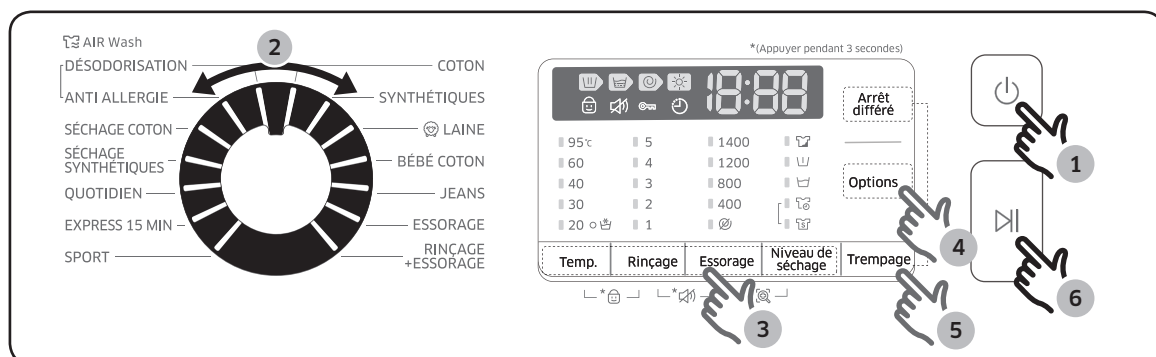 AIR Wash
DÉSODORISATION
ANTI ALLERGIE
SÉCHAGE COTON
SÉCHAGE
SYNTHÉTIQUES
QUOTIDIEN
EXPRESS 15 MIN
SPORT
2
COTON
SYNTHÉTIQUES
LAINE
BÉBÉ COTON
JEANS
ESSORAGE
RINÇAGE
+ESSORAGE
*(Appuyer pendant 3 secondes)
18:88
95℃ 5 1400
60 4 1200
40 3 800
30 2 400
20 1
Arrêt
différé
Options
Temp. Rinçage Essorage Niveau de
séchage Trempage
*
*
1
4
6
3
5